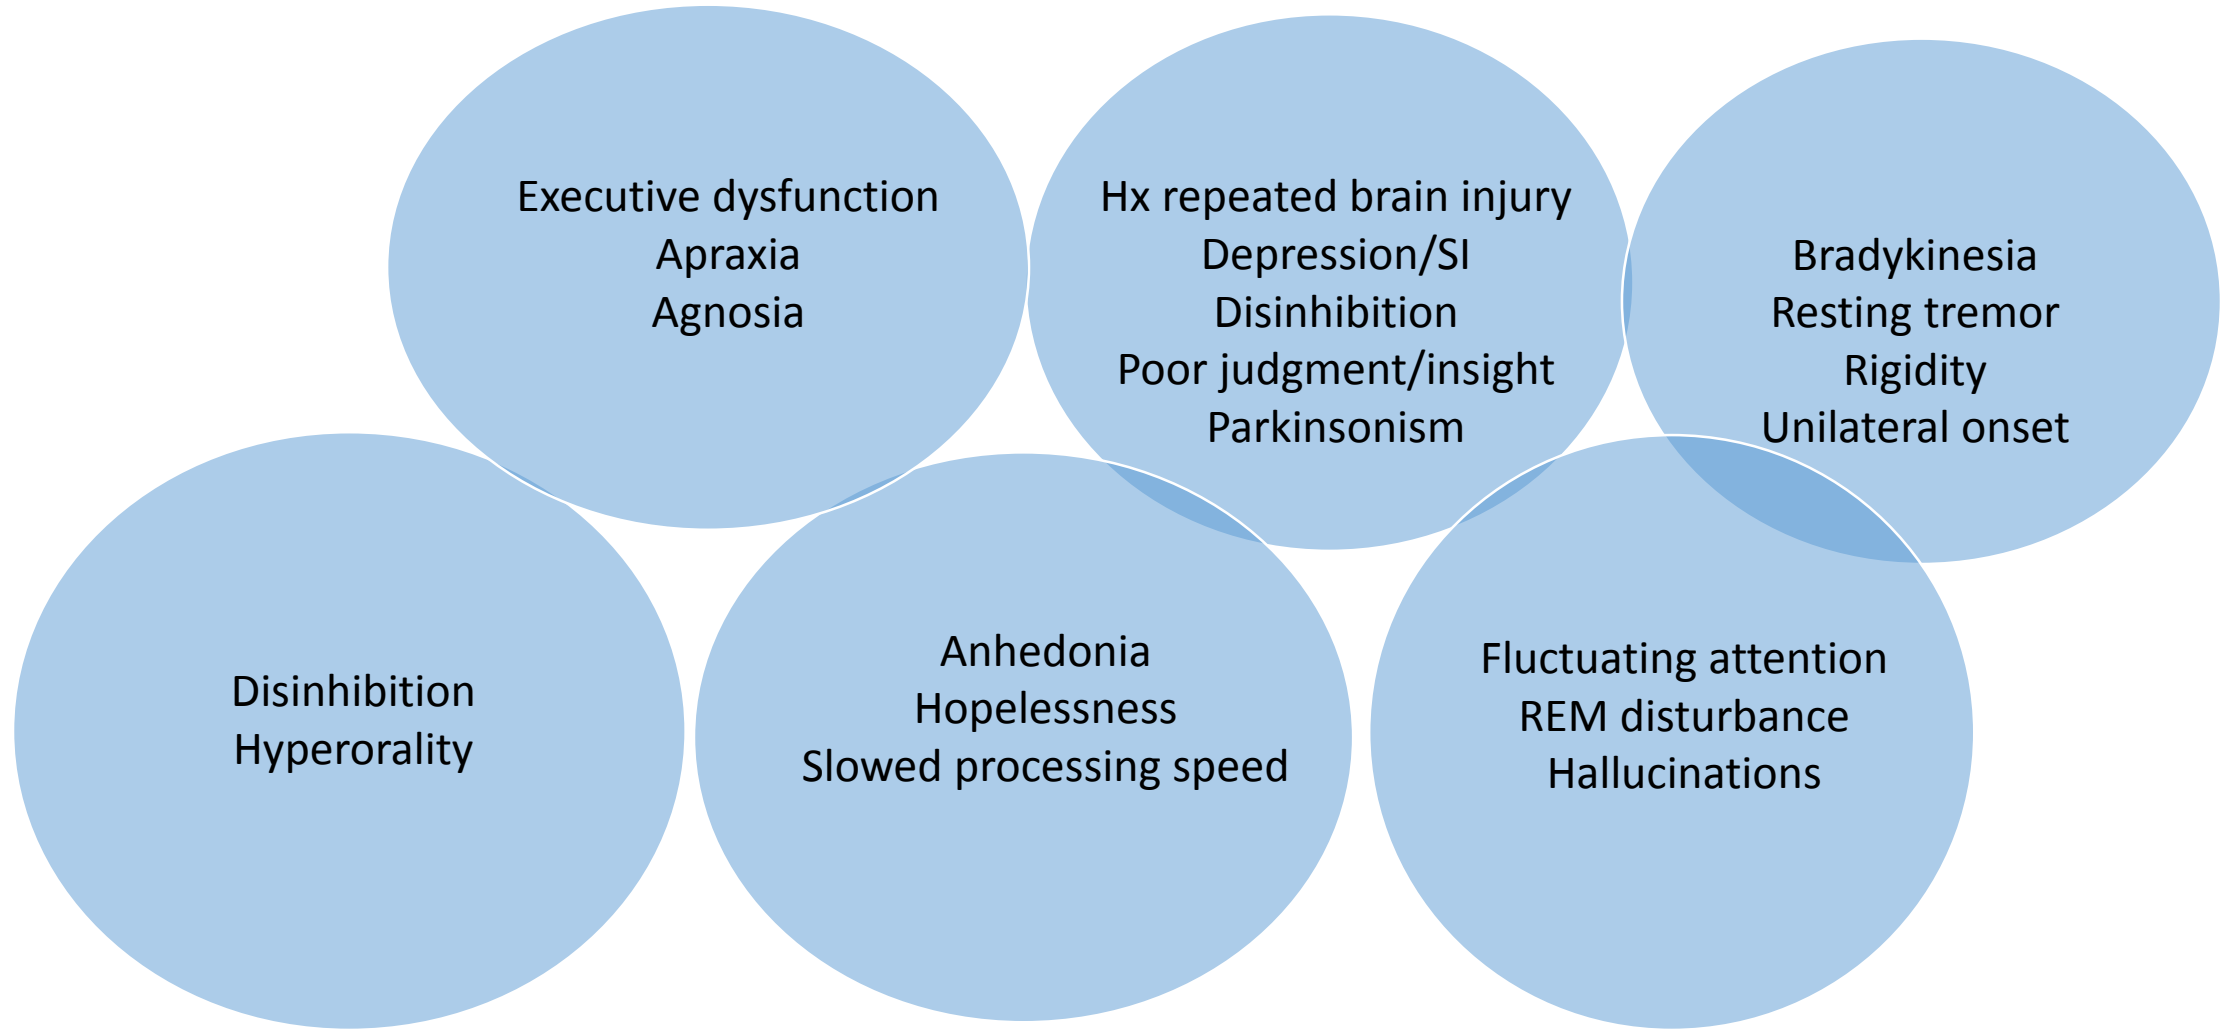 Executive dysfunction
Apraxia
Agnosia
Hx repeated brain injury
Depression/SI
Disinhibition
Poor judgment/insight
Parkinsonism
Bradykinesia
Resting tremor
Rigidity
Unilateral onset
Disinhibition
Hyperorality
Anhedonia
Hopelessness
Slowed processing speed
Fluctuating attention
REM disturbance
Hallucinations